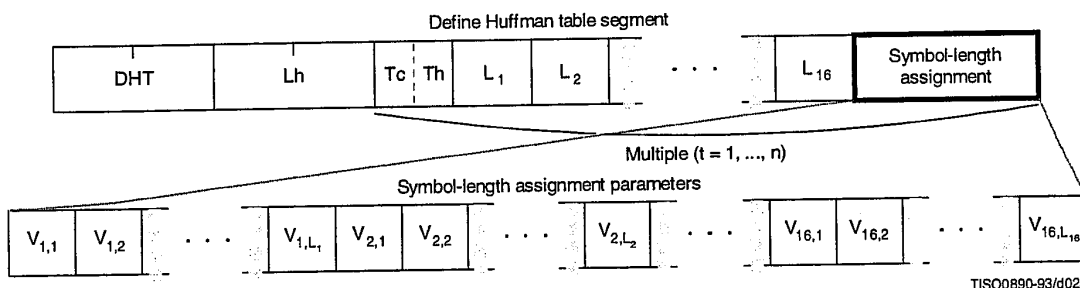 Define Huffman table segment
DHT Lh Tc Th L₁ L₂ · · · L₁₆ Symbol-length assignment
Multiple (t = 1, ..., n)
Symbol-length assignment parameters
V₁,₁ V₁,₂ · · · V₁,L₁ V₂,₁ V₂,₂ · · · V₂,L₂ · · · V₁₆,₁ V₁₆,₂ · · · V₁₆,L₁₆
TISO0890-93/d02